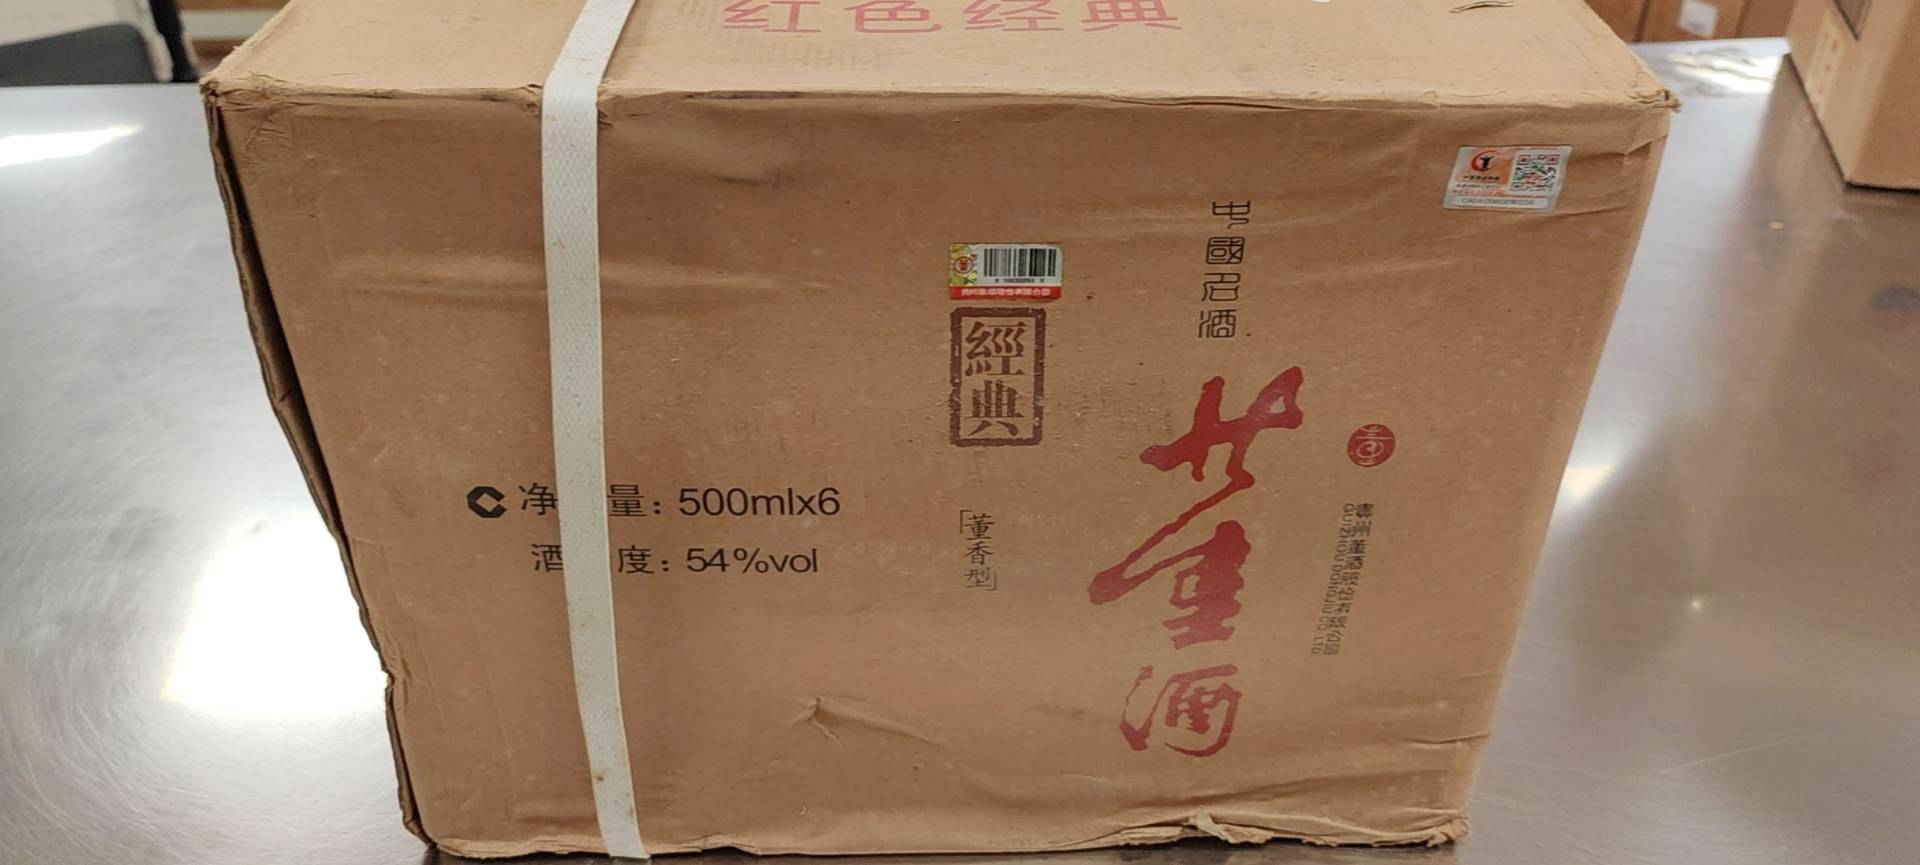 红色经典
中國名酒
董酒
經典
「董香型」
净 量: 500mlx6
酒 度: 54%vol
貴州董酒股份有限公司
GUIZHOU DONGJIU CO.,LTD